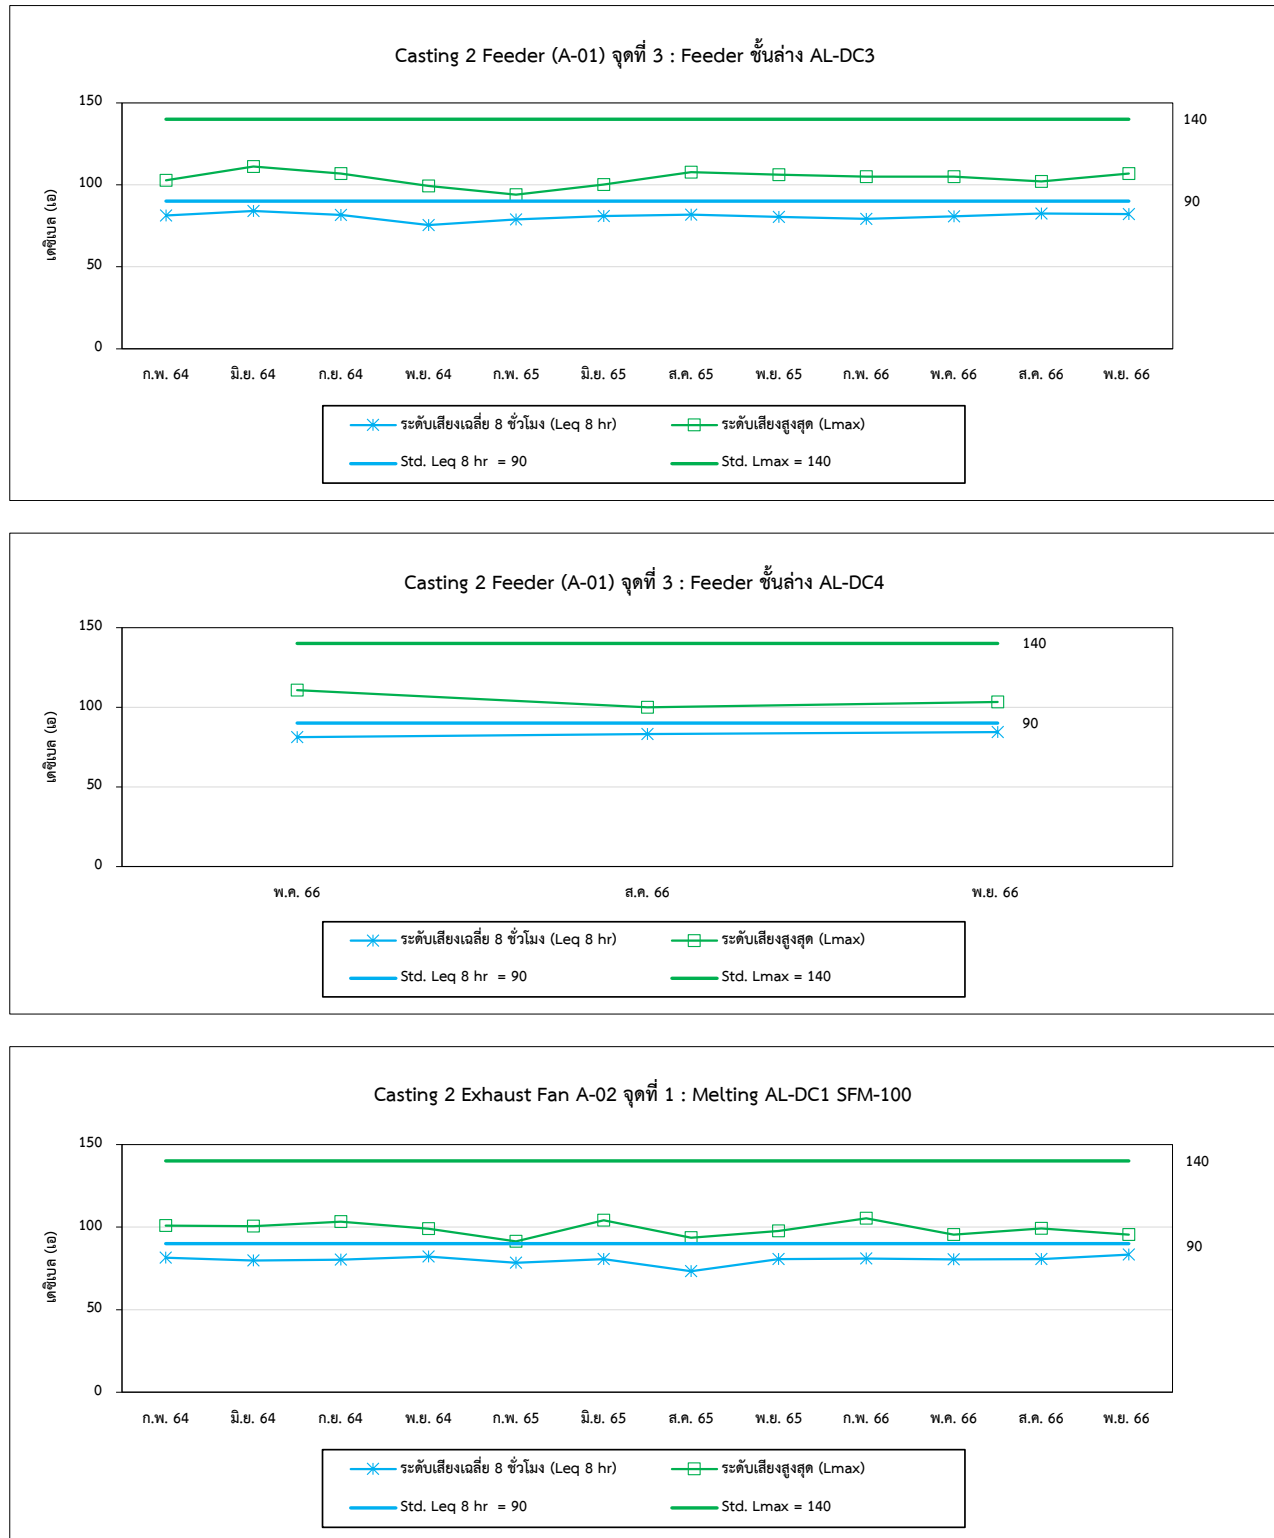 Casting 2 Feeder (A-01) จุดที่ 3 : Feeder ชั้นล่าง AL-DC3
150
140
100
90
เดซิเบล (เอ)
50
0
ก.พ. 64 มิ.ย. 64 ก.ย. 64 พ.ย. 64 ก.พ. 65 มิ.ย. 65 ส.ค. 65 พ.ย. 65 ก.พ. 66 พ.ค. 66 ส.ค. 66 พ.ย. 66
ระดับเสียงเฉลี่ย 8 ชั่วโมง (Leq 8 hr) ระดับเสียงสูงสุด (Lmax)
Std. Leq 8 hr = 90 Std. Lmax = 140
Casting 2 Feeder (A-01) จุดที่ 3 : Feeder ชั้นล่าง AL-DC4
150
140
100
90
เดซิเบล (เอ)
50
0
พ.ค. 66 ส.ค. 66 พ.ย. 66
ระดับเสียงเฉลี่ย 8 ชั่วโมง (Leq 8 hr) ระดับเสียงสูงสุด (Lmax)
Std. Leq 8 hr = 90 Std. Lmax = 140
Casting 2 Exhaust Fan A-02 จุดที่ 1 : Melting AL-DC1 SFM-100
150
140
100
90
เดซิเบล (เอ)
50
0
ก.พ. 64 มิ.ย. 64 ก.ย. 64 พ.ย. 64 ก.พ. 65 มิ.ย. 65 ส.ค. 65 พ.ย. 65 ก.พ. 66 พ.ค. 66 ส.ค. 66 พ.ย. 66
ระดับเสียงเฉลี่ย 8 ชั่วโมง (Leq 8 hr) ระดับเสียงสูงสุด (Lmax)
Std. Leq 8 hr = 90 Std. Lmax = 140